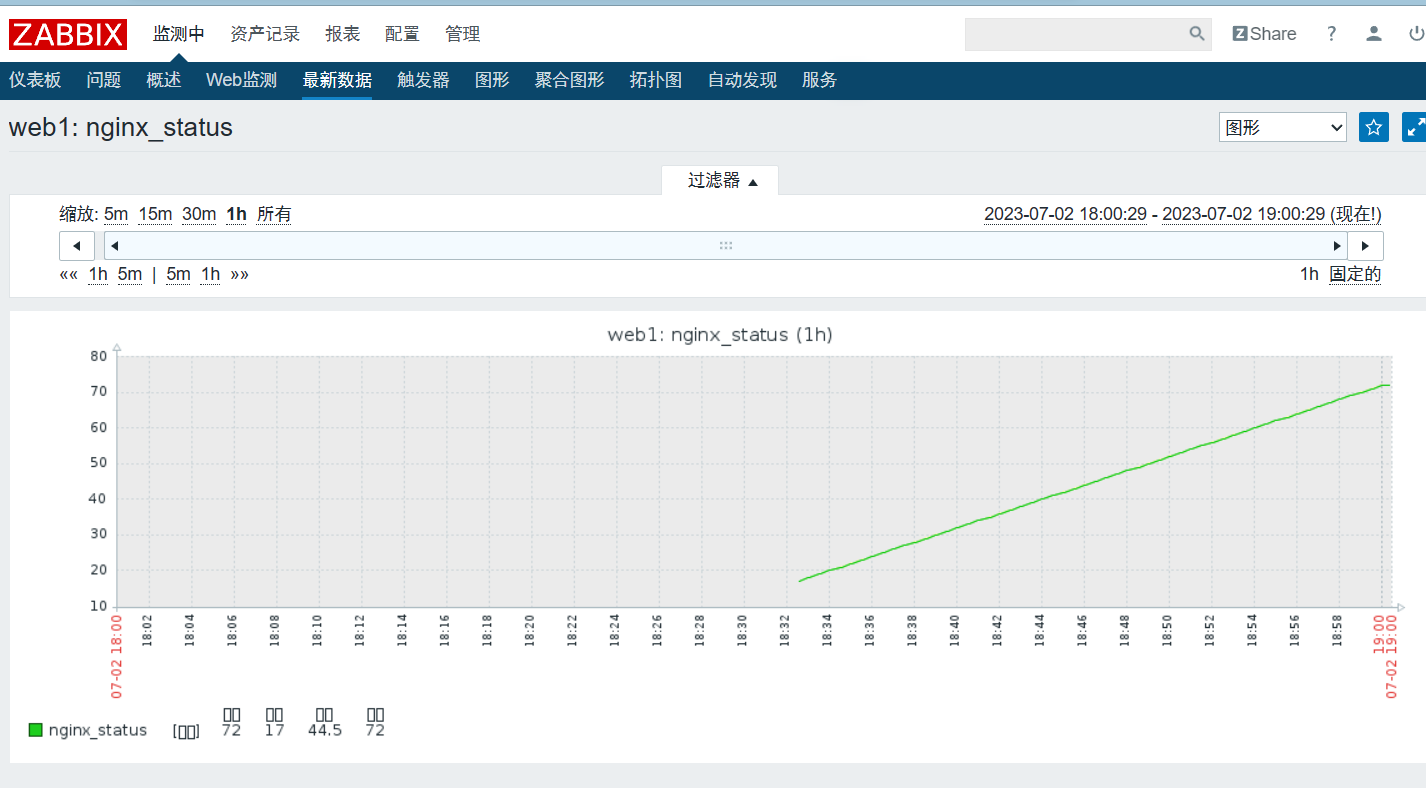 ZABBIX 监测中 资产记录 报表 配置 管理 Z Share ?
仪表板 问题 概述 Web监测 最新数据 触发器 图形 聚合图形 拓扑图 自动发现 服务
web1: nginx_status 图形
过滤器 ▲
缩放: 5m 15m 30m 1h 所有 2023-07-02 18:00:29 - 2023-07-02 19:00:29 (现在!)
«« 1h 5m | 5m 1h »» 1h 固定的
web1: nginx_status (1h)
80
70
60
50
40
30
20
10
07-02 18:00 18:02 18:04 18:06 18:08 18:10 18:12 18:14 18:16 18:18 18:20 18:22 18:24 18:26 18:28 18:30 18:32 18:34 18:36 18:38 18:40 18:42 18:44 18:46 18:48 18:50 18:52 18:54 18:56 18:58 19:00 07-02 19:00
nginx_status [▯▯] 72 17 44.5 72